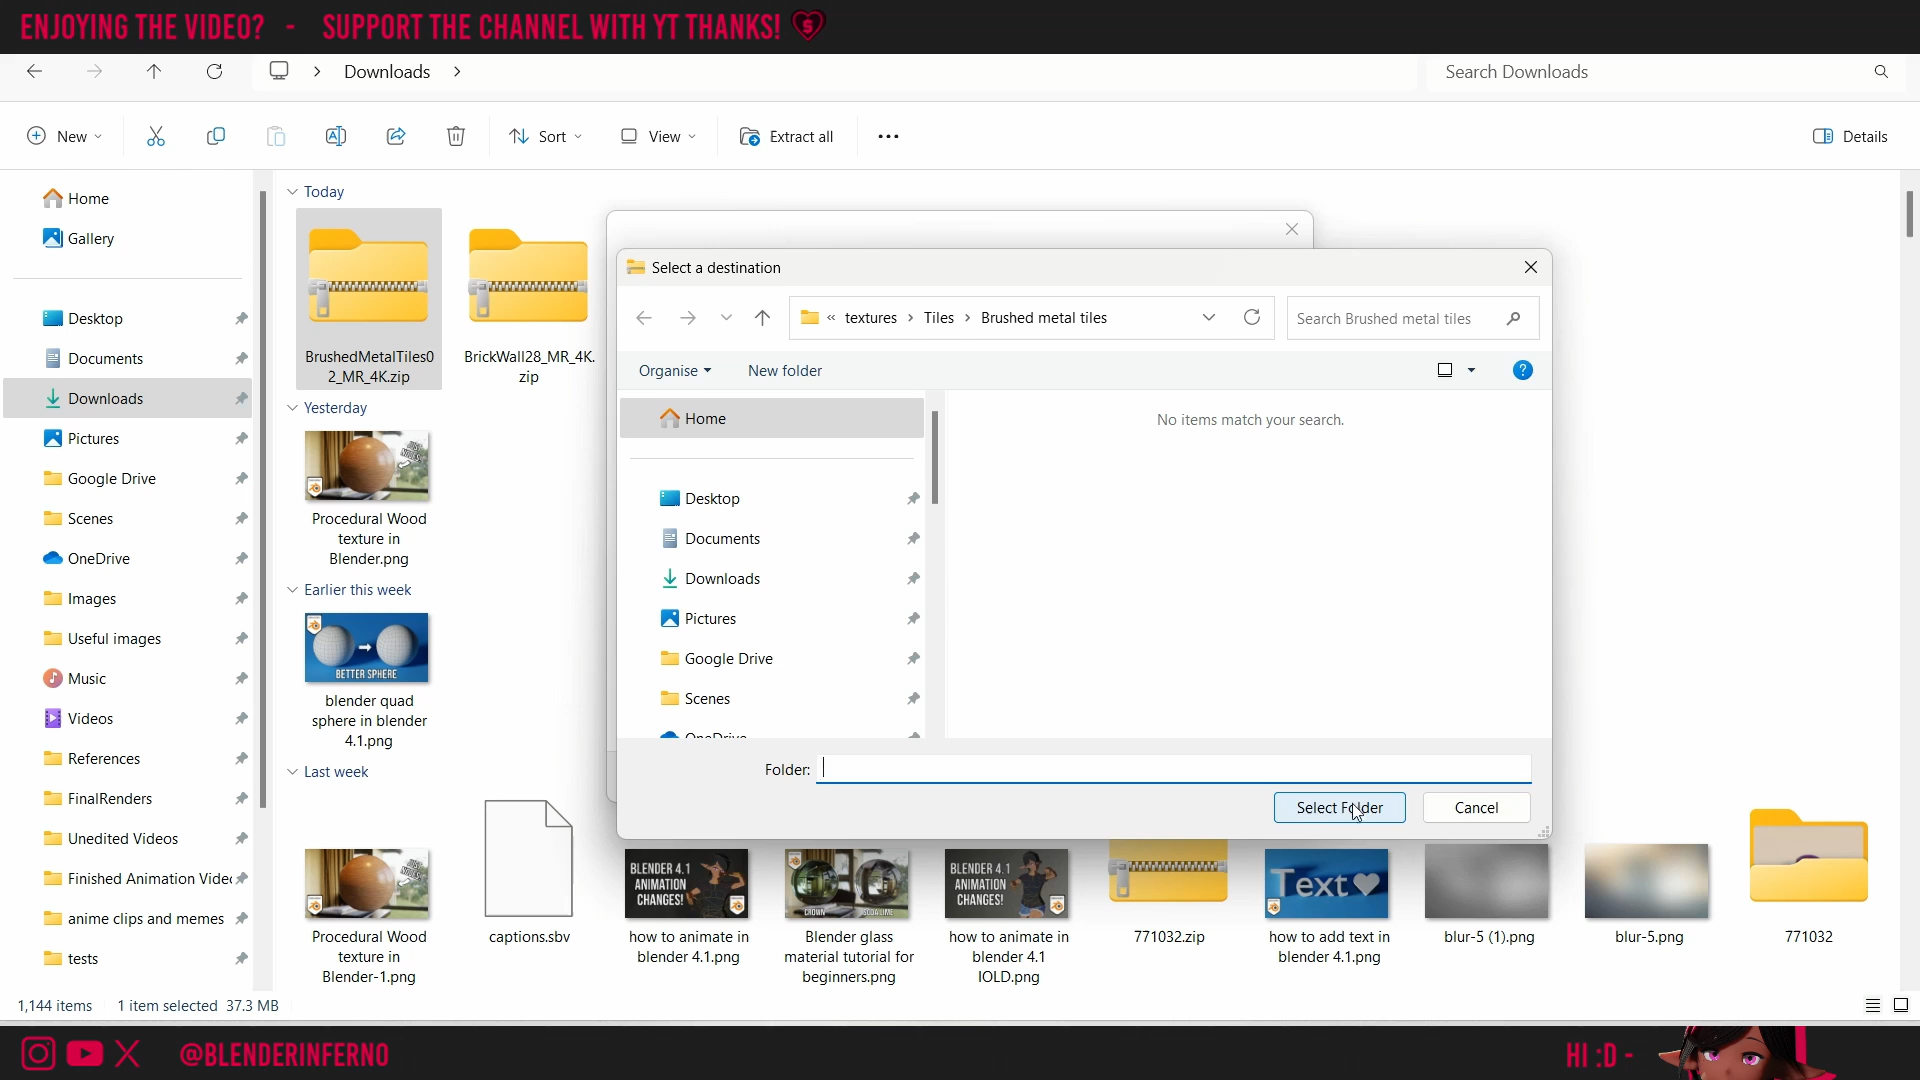 ENJOYING THE VIDEO? - SUPPORT THE CHANNEL WITH YT THANKS!
Downloads
Search Downloads
New
Sort
View
Extract all
Details
Home
Gallery
Desktop
Documents
Downloads
Pictures
Google Drive
Scenes
OneDrive
Images
Useful images
Music
Videos
References
FinalRenders
Unedited Videos
Finished Animation Vide
anime clips and memes
tests
Today
BrushedMetalTiles0
2_MR_4K.zip
BrickWall28_MR_4K.
zip
Yesterday
Procedural Wood
texture in
Blender.png
Earlier this week
BETTER SPHERE
blender quad
sphere in blender
4.1.png
Last week
Procedural Wood
texture in
Blender-1.png
captions.sbv
BLENDER 4.1
ANIMATION
CHANGES!
how to animate in
blender 4.1.png
CROWN
SODA LIME
Blender glass
material tutorial for
beginners.png
BLENDER 4.1
ANIMATION
CHANGES!
how to animate in
blender 4.1
IOLD.png
771032.zip
Text
how to add text in
blender 4.1.png
blur-5 (1).png
blur-5.png
771032
Select a destination
« textures › Tiles › Brushed metal tiles
Search Brushed metal tiles
Organise
New folder
Home
No items match your search.
Desktop
Documents
Downloads
Pictures
Google Drive
Scenes
OneDrive
Folder:
Select Folder
Cancel
1,144 items
1 item selected 37.3 MB
@BLENDERINFERNO
HI :D -